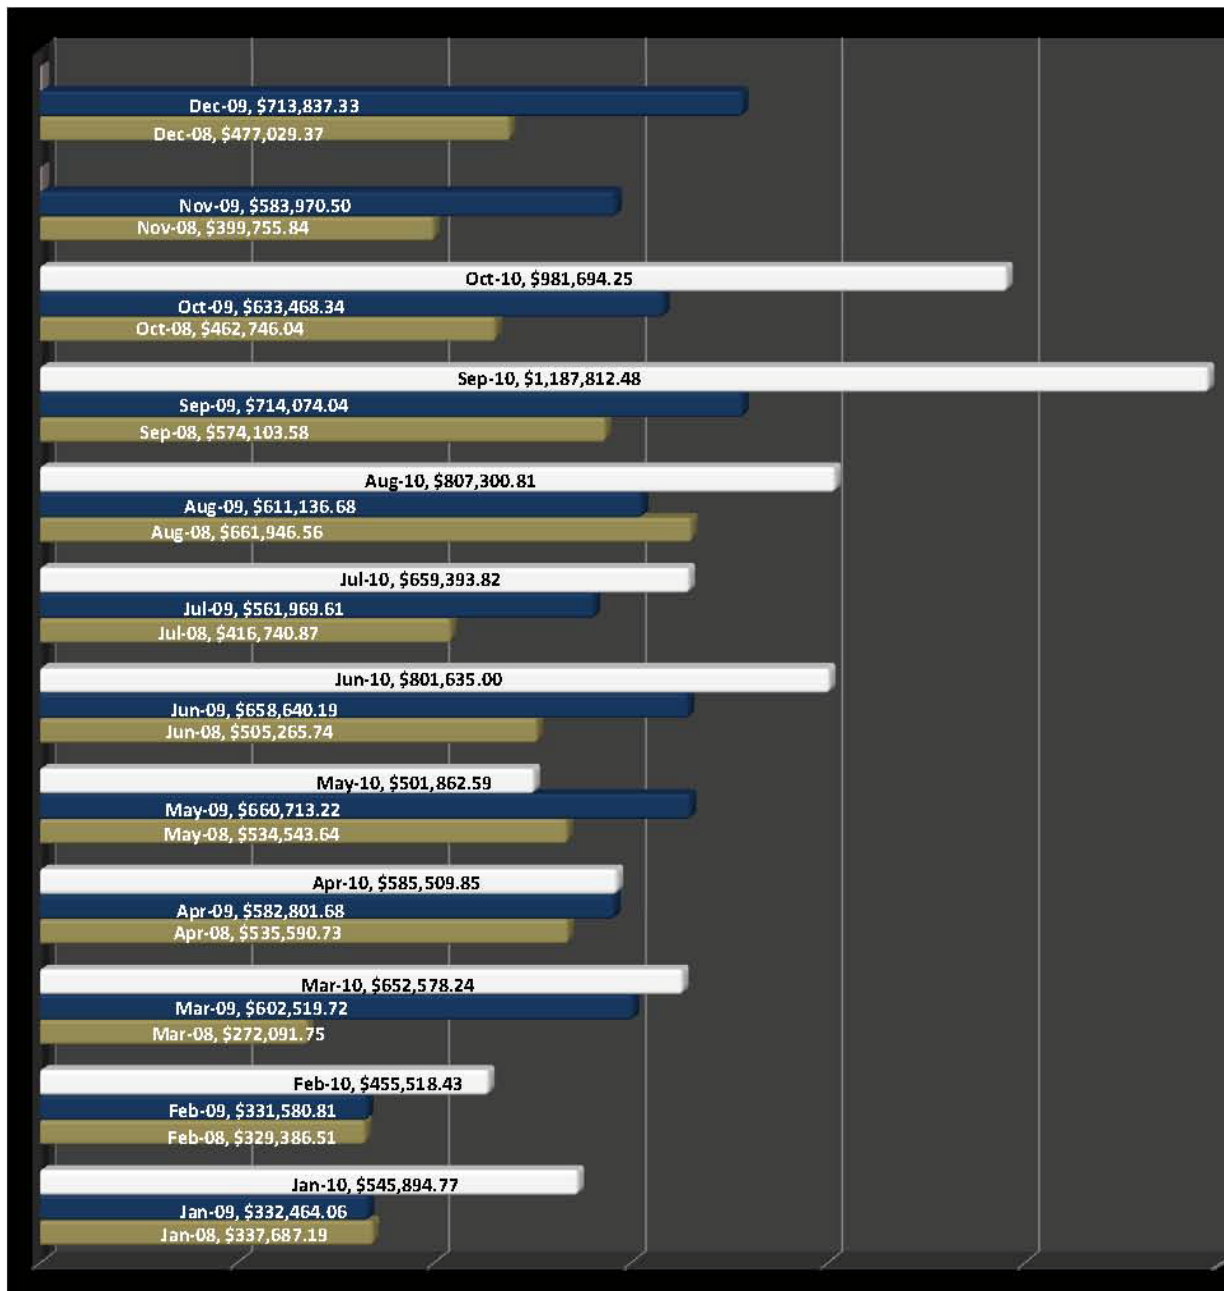 Dec-09, $713,837.33
Dec-08, $477,029.37
Nov-09, $583,970.50
Nov-08, $399,755.84
Oct-10, $981,694.25
Oct-09, $633,468.34
Oct-08, $462,746.04
Sep-10, $1,187,812.48
Sep-09, $714,074.04
Sep-08, $574,103.58
Aug-10, $807,300.81
Aug-09, $611,136.68
Aug-08, $661,946.56
Jul-10, $659,393.82
Jul-09, $561,969.61
Jul-08, $416,740.87
Jun-10, $801,635.00
Jun-09, $658,640.19
Jun-08, $505,265.74
May-10, $501,862.59
May-09, $660,713.22
May-08, $534,543.64
Apr-10, $585,509.85
Apr-09, $582,801.68
Apr-08, $535,590.73
Mar-10, $652,578.24
Mar-09, $602,519.72
Mar-08, $272,091.75
Feb-10, $455,518.43
Feb-09, $331,580.81
Feb-08, $329,386.51
Jan-10, $545,894.77
Jan-09, $332,464.06
Jan-08, $337,687.19